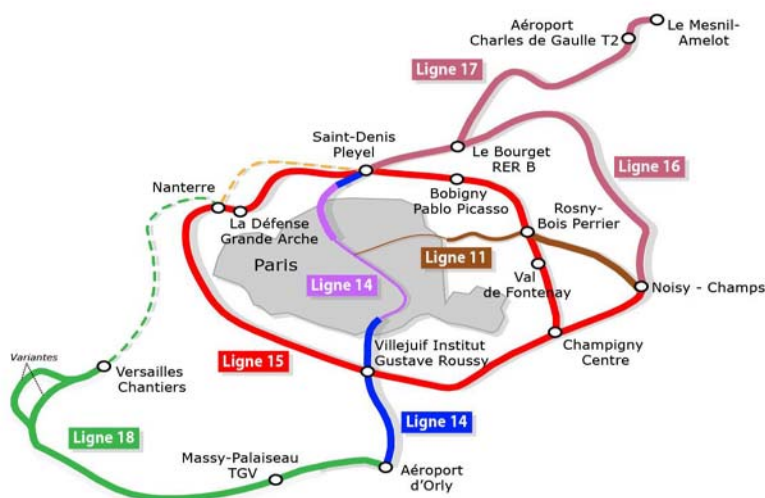 Aéroport
Charles de Gaulle T2
Le Mesnil-
Amelot
Ligne 17
Saint-Denis
Pleyel
Le Bourget
RER B
Ligne 16
Nanterre
Bobigny
Pablo Picasso
Rosny-
Bois Perrier
La Défense
Grande Arche
Paris
Ligne 14
Ligne 11
Val
de Fontenay
Noisy - Champs
Variantes
Versailles
Chantiers
Ligne 15
Villejuif Institut
Gustave Roussy
Champigny
Centre
Ligne 18
Ligne 14
Massy-Palaiseau
TGV
Aéroport
d'Orly